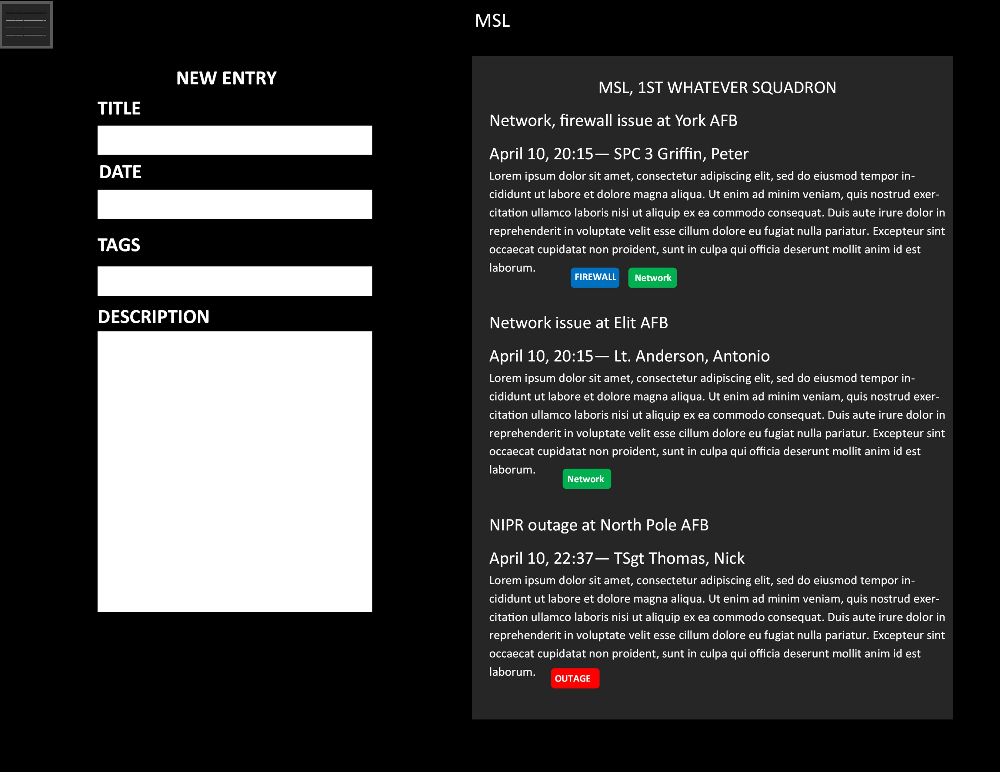 MSL
NEW ENTRY
TITLE
DATE
TAGS
DESCRIPTION
MSL, 1ST WHATEVER SQUADRON
Network, firewall issue at York AFB
April 10, 20:15— SPC 3 Griffin, Peter
Lorem ipsum dolor sit amet, consectetur adipiscing elit, sed do eiusmod tempor in-
cididunt ut labore et dolore magna aliqua. Ut enim ad minim veniam, quis nostrud exer-
citation ullamco laboris nisi ut aliquip ex ea commodo consequat. Duis aute irure dolor in
reprehenderit in voluptate velit esse cillum dolore eu fugiat nulla pariatur. Excepteur sint
occaecat cupidatat non proident, sunt in culpa qui officia deserunt mollit anim id est
laborum.
FIREWALL Network
Network issue at Elit AFB
April 10, 20:15— Lt. Anderson, Antonio
Lorem ipsum dolor sit amet, consectetur adipiscing elit, sed do eiusmod tempor in-
cididunt ut labore et dolore magna aliqua. Ut enim ad minim veniam, quis nostrud exer-
citation ullamco laboris nisi ut aliquip ex ea commodo consequat. Duis aute irure dolor in
reprehenderit in voluptate velit esse cillum dolore eu fugiat nulla pariatur. Excepteur sint
occaecat cupidatat non proident, sunt in culpa qui officia deserunt mollit anim id est
laborum.
Network
NIPR outage at North Pole AFB
April 10, 22:37— TSgt Thomas, Nick
Lorem ipsum dolor sit amet, consectetur adipiscing elit, sed do eiusmod tempor in-
cididunt ut labore et dolore magna aliqua. Ut enim ad minim veniam, quis nostrud exer-
citation ullamco laboris nisi ut aliquip ex ea commodo consequat. Duis aute irure dolor in
reprehenderit in voluptate velit esse cillum dolore eu fugiat nulla pariatur. Excepteur sint
occaecat cupidatat non proident, sunt in culpa qui officia deserunt mollit anim id est
laborum.
OUTAGE